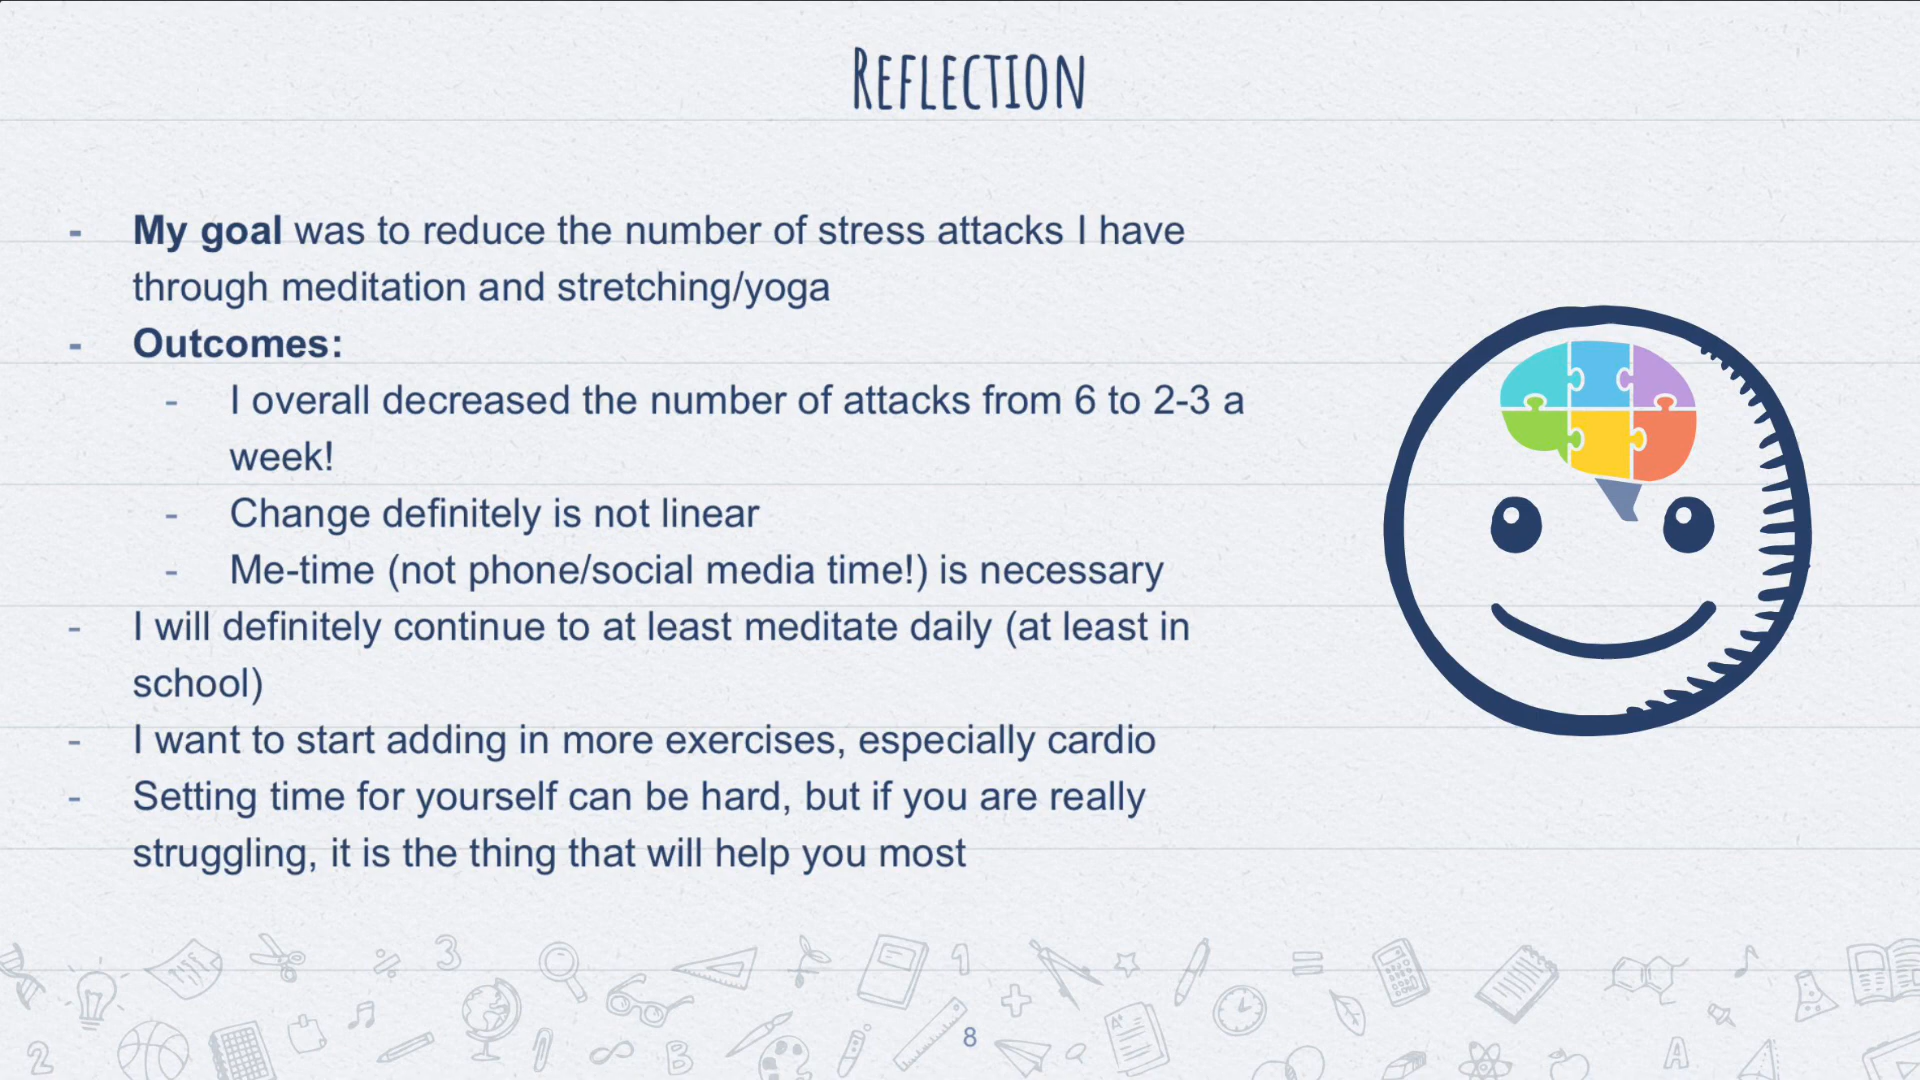 Reflection
- My goal was to reduce the number of stress attacks I have
through meditation and stretching/yoga
- Outcomes:
- I overall decreased the number of attacks from 6 to 2-3 a
week!
- Change definitely is not linear
- Me-time (not phone/social media time!) is necessary
- I will definitely continue to at least meditate daily (at least in
school)
- I want to start adding in more exercises, especially cardio
- Setting time for yourself can be hard, but if you are really
struggling, it is the thing that will help you most
3
1
A+
8
2
B
A